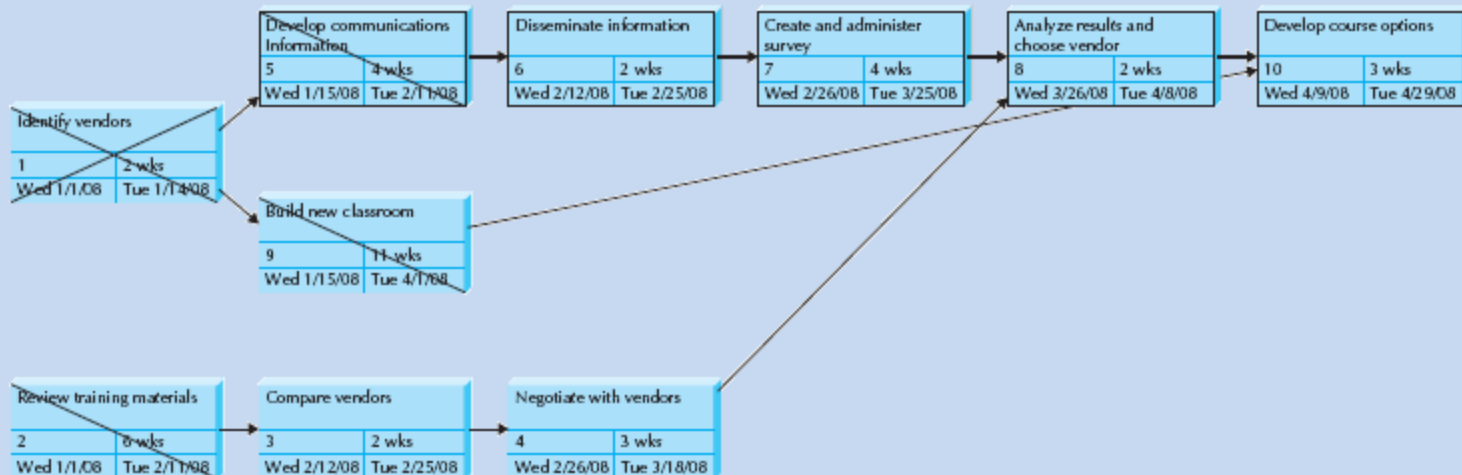 Develop communications
Information
5 4 wks
Wed 1/15/08 Tue 2/11/08
Disseminate information
6 2 wks
Wed 2/12/08 Tue 2/25/08
Create and administer
survey
7 4 wks
Wed 2/26/08 Tue 3/25/08
Analyze results and
choose vendor
8 2 wks
Wed 3/26/08 Tue 4/8/08
Develop course options
10 3 wks
Wed 4/9/08 Tue 4/29/08
Identify vendors
1 2 wks
Wed 1/1/08 Tue 1/14/08
Build new classroom
9 11 wks
Wed 1/15/08 Tue 4/1/08
Review training materials
2 6 wks
Wed 1/1/08 Tue 2/11/08
Compare vendors
3 2 wks
Wed 2/12/08 Tue 2/25/08
Negotiate with vendors
4 3 wks
Wed 2/26/08 Tue 3/18/08